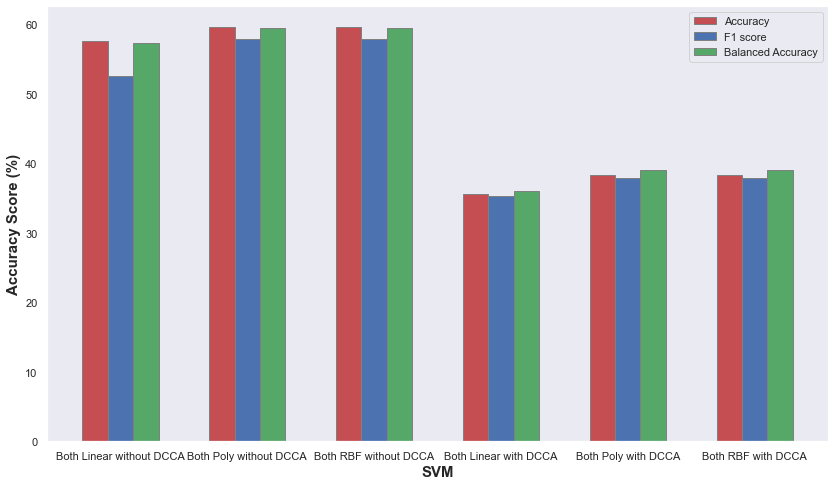 Accuracy
F1 score
Balanced Accuracy
Accuracy Score (%)
60
50
40
30
20
10
0
Both Linear without DCCA Both Poly without DCCA Both RBF without DCCA Both Linear with DCCA Both Poly with DCCA Both RBF with DCCA
SVM